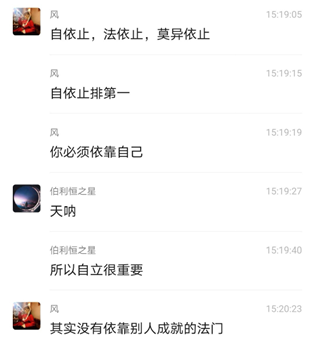 风 15:19:05
自依止，法依止，莫异依止
风 15:19:15
自依止排第一
风 15:19:19
你必须依靠自己
伯利恒之星 15:19:27
天呐
伯利恒之星 15:19:40
所以自立很重要
风 15:20:23
其实没有依靠别人成就的法门